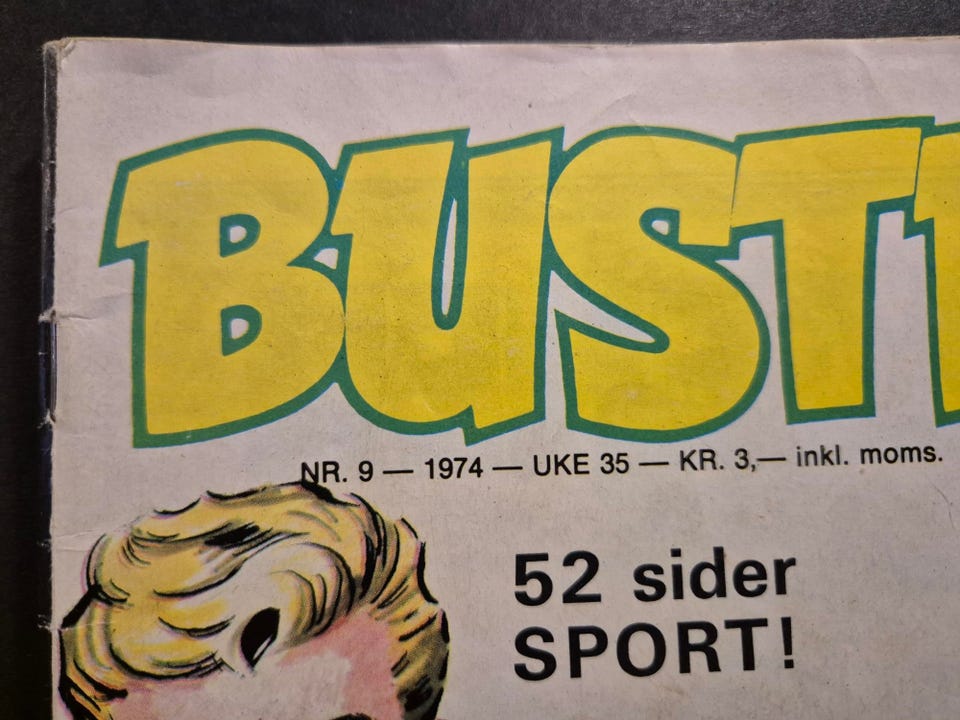 BUST
NR. 9 — 1974 — UKE 35 — KR. 3,— inkl. moms.
52 sider
SPORT!